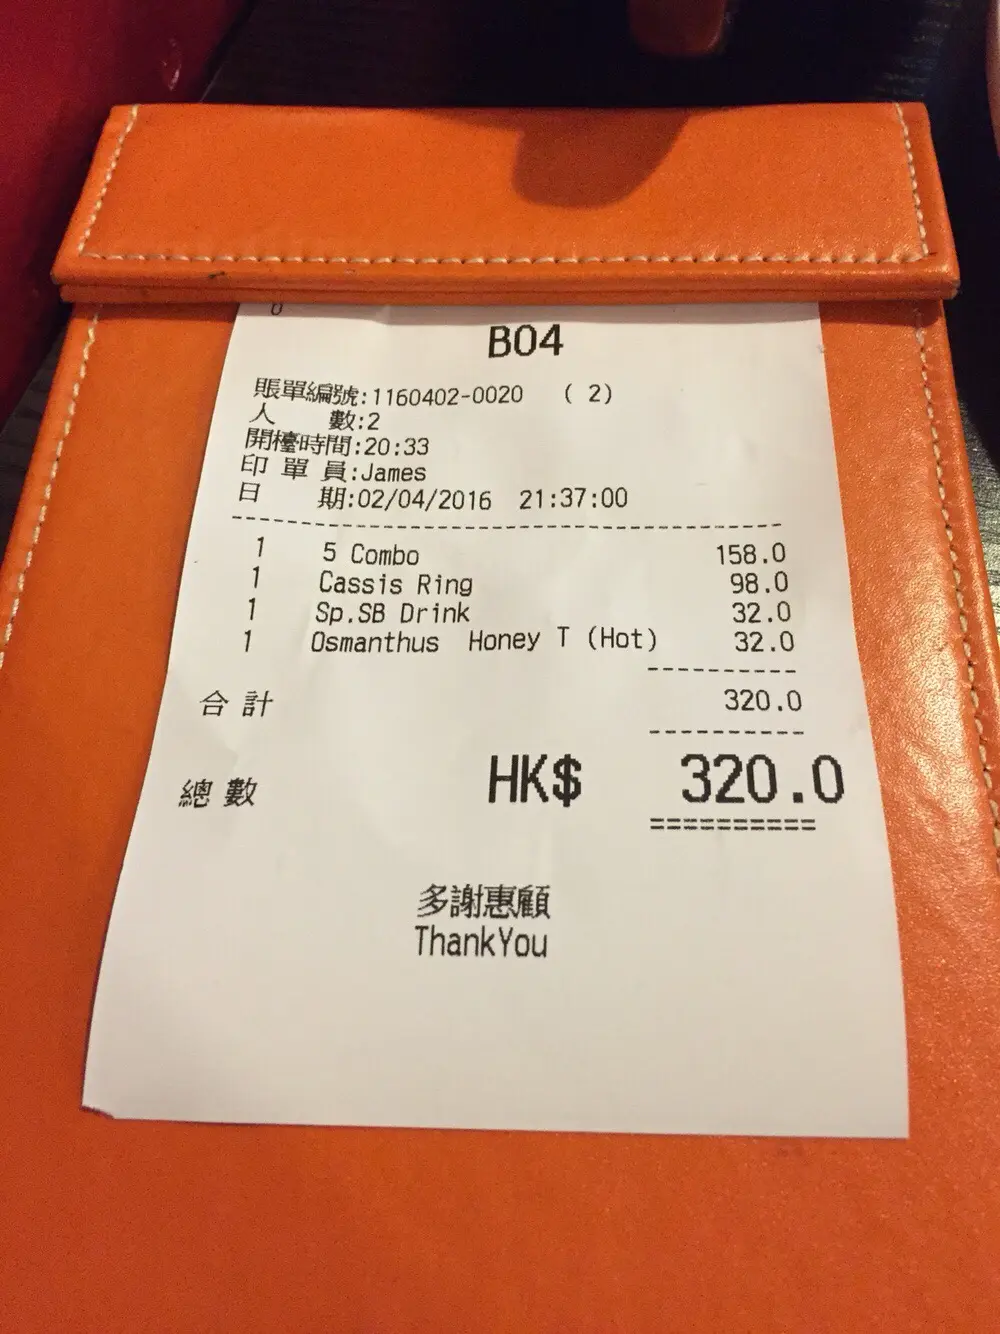 B04
賬單編號:1160402-0020 ( 2)
人 數:2
開檯時間:20:33
印 單 員:James
日 期:02/04/2016 21:37:00
1 5 Combo 158.0
1 Cassis Ring 98.0
1 Sp.SB Drink 32.0
1 Osmanthus Honey T (Hot) 32.0
合 計 320.0
總 數 HK$ 320.0
多謝惠顧
ThankYou